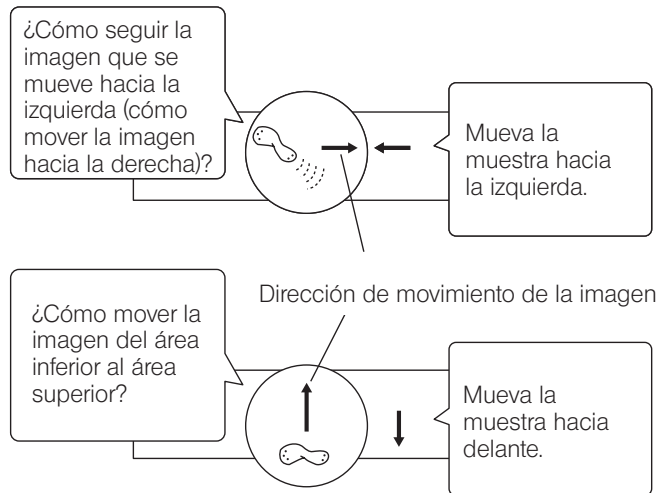 ¿Cómo seguir la
imagen que se
mueve hacia la
izquierda (cómo
mover la imagen
hacia la derecha)?
Mueva la
muestra hacia
la izquierda.
Dirección de movimiento de la imagen
¿Cómo mover la
imagen del área
inferior al área
superior?
Mueva la
muestra hacia
delante.